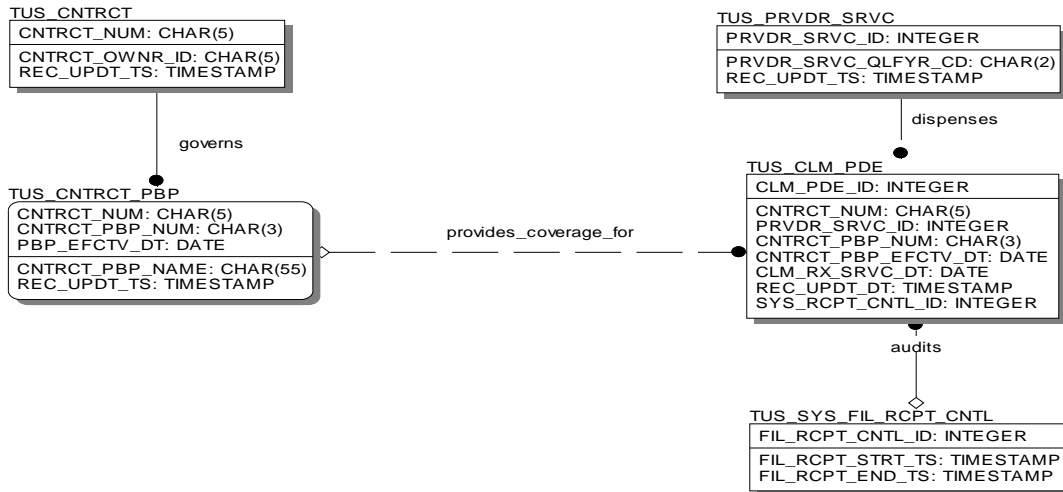 TUS_CNTRCT
CNTRCT_NUM: CHAR(5)
CNTRCT_OWNR_ID: CHAR(5)
REC_UPDT_TS: TIMESTAMP
governs
TUS_CNTRCT_PBP
CNTRCT_NUM: CHAR(5)
CNTRCT_PBP_NUM: CHAR(3)
PBP_EFCTV_DT: DATE
CNTRCT_PBP_NAME: CHAR(55)
REC_UPDT_TS: TIMESTAMP
provides_coverage_for
TUS_PRVDR_SRVC
PRVDR_SRVC_ID: INTEGER
PRVDR_SRVC_QLFYR_CD: CHAR(2)
REC_UPDT_TS: TIMESTAMP
dispenses
TUS_CLM_PDE
CLM_PDE_ID: INTEGER
CNTRCT_NUM: CHAR(5)
PRVDR_SRVC_ID: INTEGER
CNTRCT_PBP_NUM: CHAR(3)
CNTRCT_PBP_EFCTV_DT: DATE
CLM_RX_SRVC_DT: DATE
REC_UPDT_DT: TIMESTAMP
SYS_RCPT_CNTL_ID: INTEGER
audits
TUS_SYS_FIL_RCPT_CNTL
FIL_RCPT_CNTL_ID: INTEGER
FIL_RCPT_STRT_TS: TIMESTAMP
FIL_RCPT_END_TS: TIMESTAMP